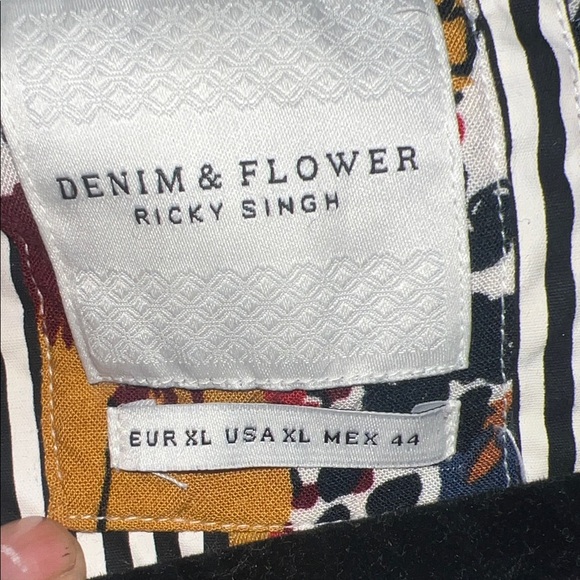 DENIM & FLOWER
RICKY SINGH
EUR XL USA XL MEX 44